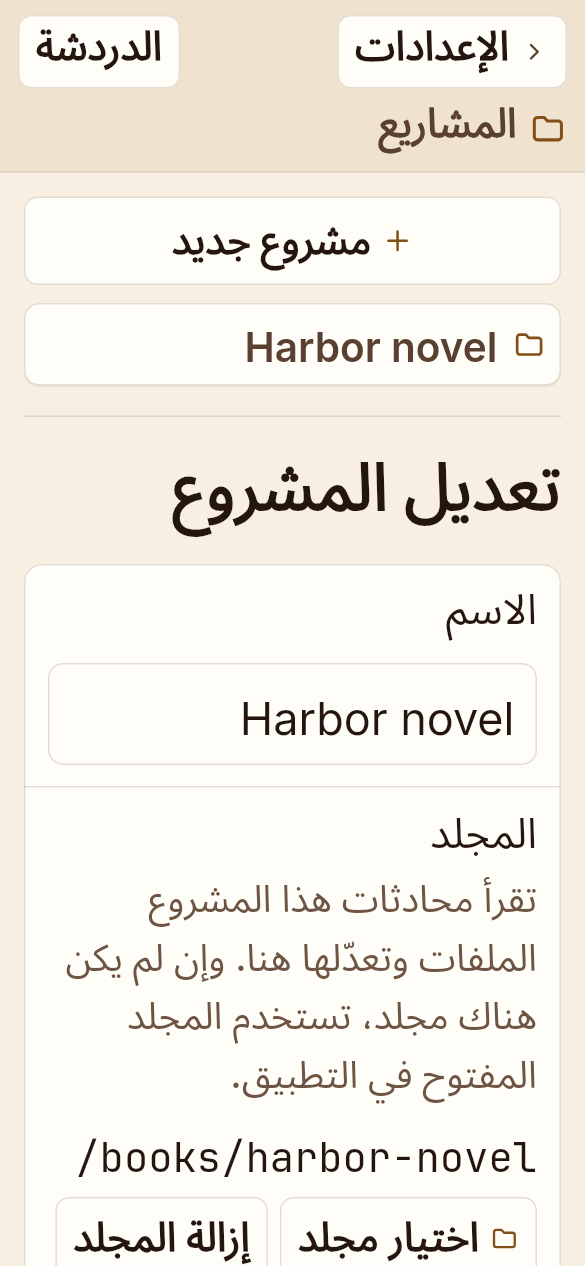 الإعدادات
الدردشة
المشاريع
مشروع جديد
Harbor novel
تعديل المشروع
الاسم
Harbor novel
المجلد
تقرأ محادثات هذا المشروع
الملفات وتعدّلها هنا. وإن لم يكن
هناك مجلد، تستخدم المجلد
المفتوح في التطبيق.
/books/harbor-novel
اختيار مجلد
إزالة المجلد